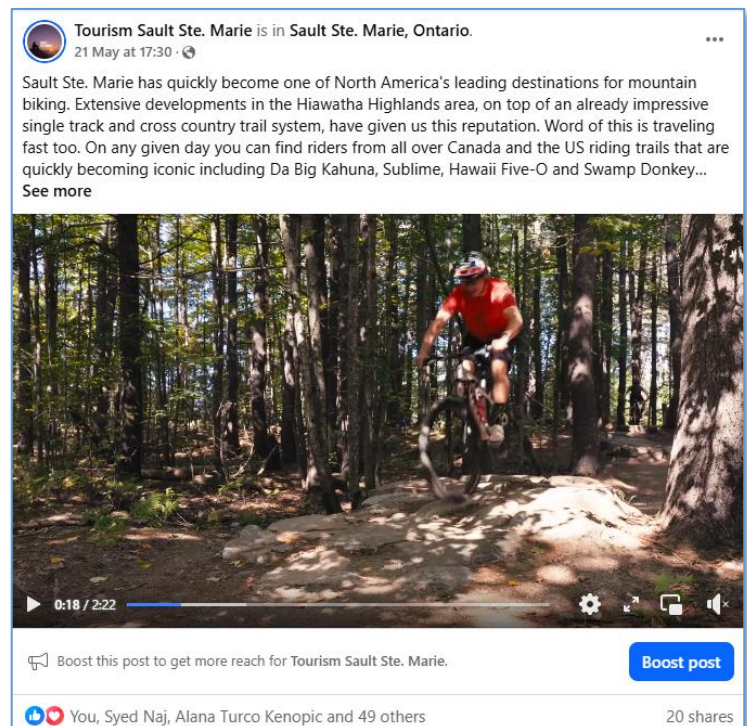 Tourism Sault Ste. Marie is in Sault Ste. Marie, Ontario.
21 May at 17:30 ·
Sault Ste. Marie has quickly become one of North America's leading destinations for mountain
biking. Extensive developments in the Hiawatha Highlands area, on top of an already impressive
single track and cross country trail system, have given us this reputation. Word of this is traveling
fast too. On any given day you can find riders from all over Canada and the US riding trails that are
quickly becoming iconic including Da Big Kahuna, Sublime, Hawaii Five-O and Swamp Donkey...
See more
0:18 / 2:22
Boost this post to get more reach for Tourism Sault Ste. Marie.
Boost post
You, Syed Naj, Alana Turco Kenopic and 49 others
20 shares